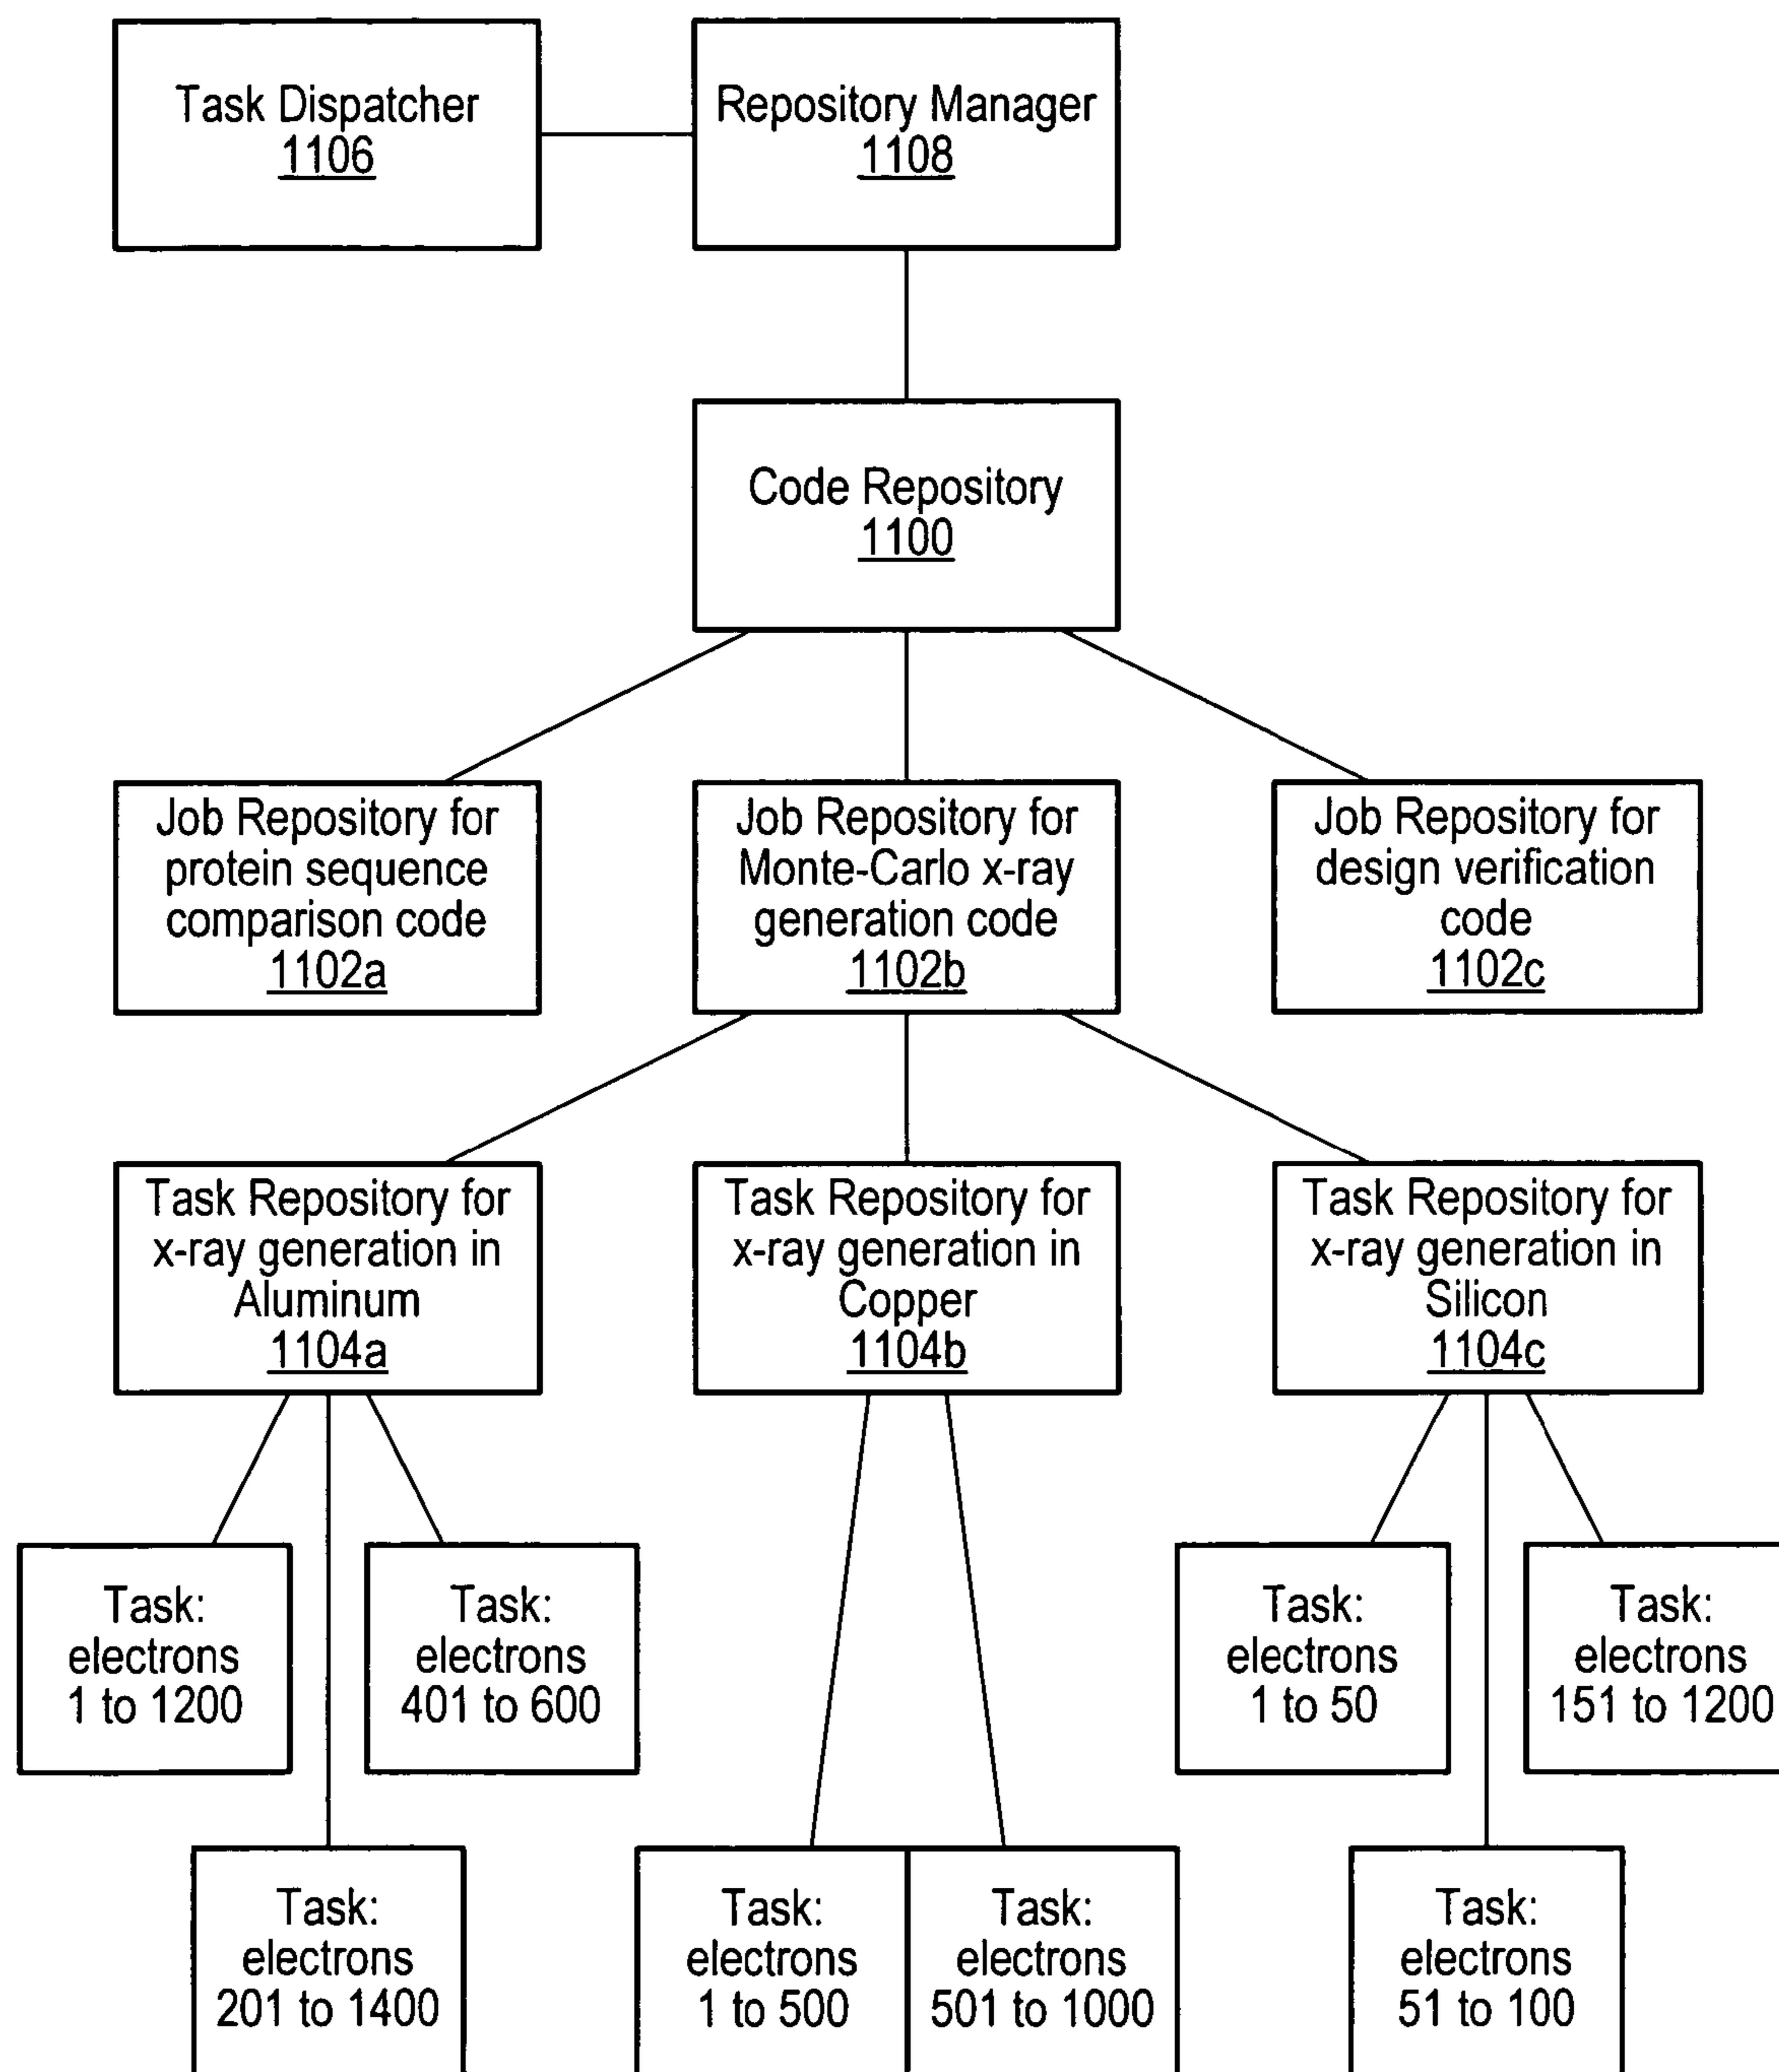 Task Dispatcher
1106
Repository Manager
1108
Code Repository
1100
Job Repository for
protein sequence
comparison code
1102a
Job Repository for
Monte-Carlo x-ray
generation code
1102b
Job Repository for
design verification
code
1102c
Task Repository for
x-ray generation in
Aluminum
1104a
Task Repository for
x-ray generation in
Copper
1104b
Task Repository for
x-ray generation in
Silicon
1104c
Task:
electrons
1 to 1200
Task:
electrons
401 to 600
Task:
electrons
1 to 50
Task:
electrons
151 to 1200
Task:
electrons
201 to 1400
Task:
electrons
1 to 500
Task:
electrons
501 to 1000
Task:
electrons
51 to 100